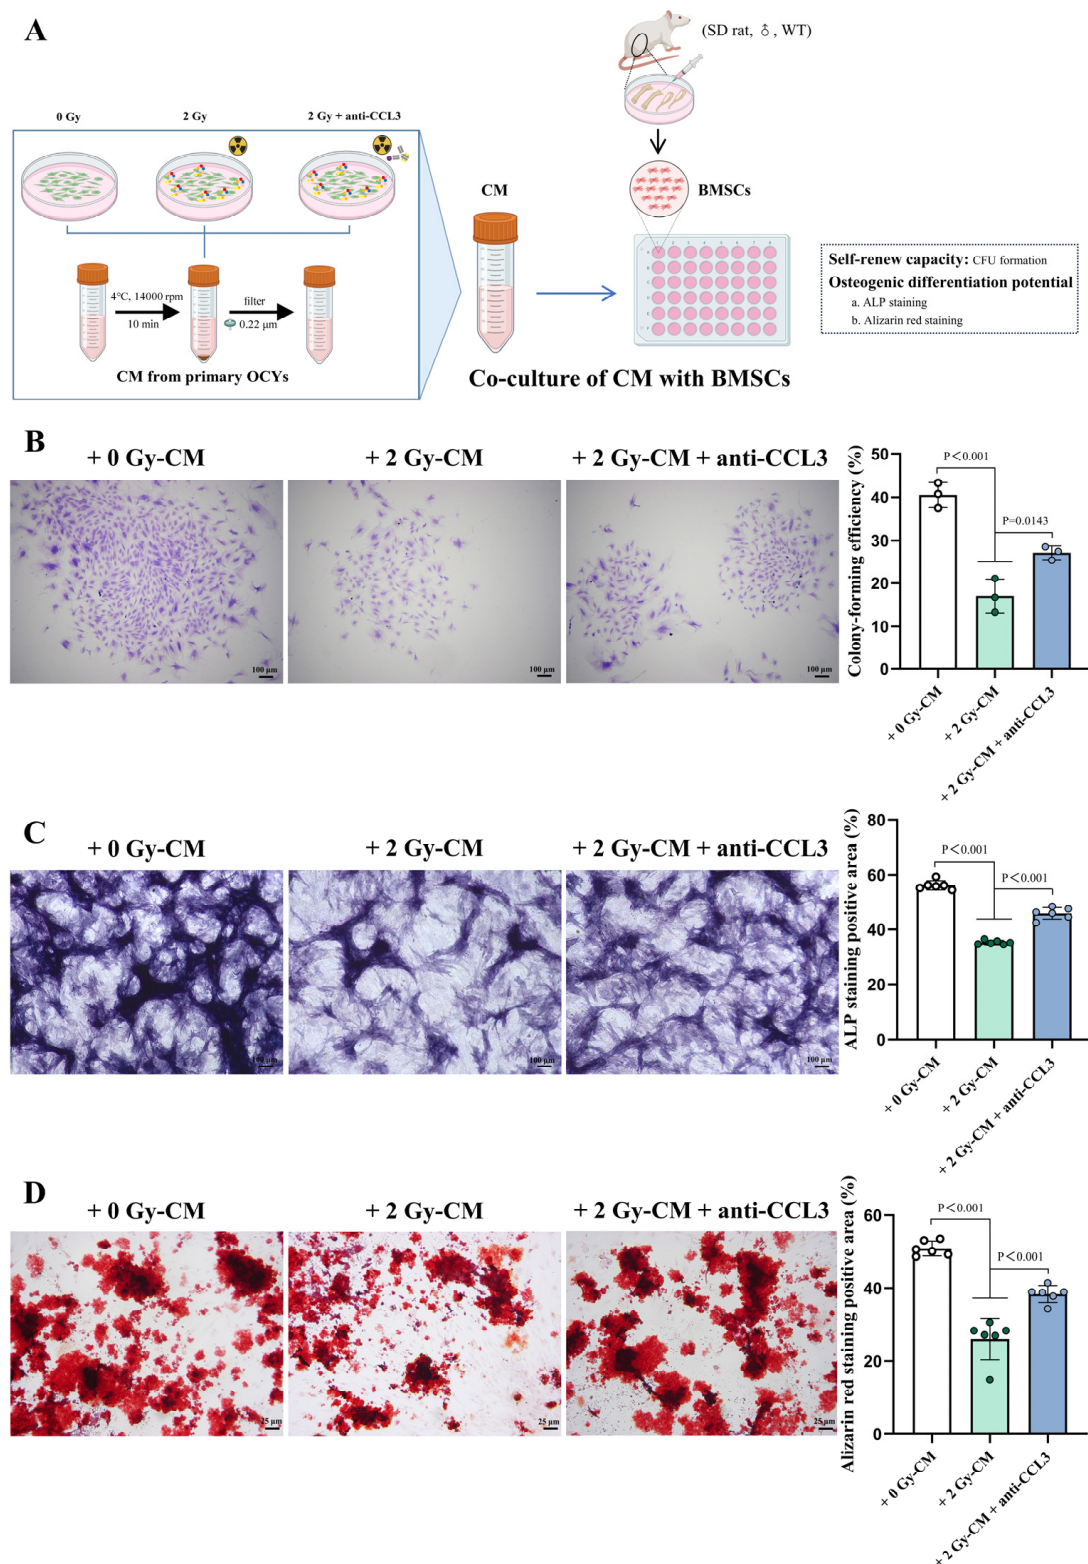 A
(SD rat, ♂, WT)
0 Gy
2 Gy
2 Gy + anti-CCL3
CM
BMSCs
4°C, 14000 rpm
10 min
filter
0.22 μm
CM from primary OCYs
Self-renew capacity: CFU formation
Osteogenic differentiation potential
a. ALP staining
b. Alizarin red staining
Co-culture of CM with BMSCs
B
+ 0 Gy-CM
+ 2 Gy-CM
+ 2 Gy-CM + anti-CCL3
100 μm
100 μm
100 μm
Colony-forming efficiency (%)
50
40
30
20
10
0
P<0.001
P=0.0143
+ 0 Gy-CM
+ 2 Gy-CM
+ 2 Gy-CM + anti-CCL3
C
+ 0 Gy-CM
+ 2 Gy-CM
+ 2 Gy-CM + anti-CCL3
100 μm
100 μm
100 μm
ALP staining positive area (%)
80
60
40
20
0
P<0.001
P<0.001
+ 0 Gy-CM
+ 2 Gy-CM
+ 2 Gy-CM + anti-CCL3
D
+ 0 Gy-CM
+ 2 Gy-CM
+ 2 Gy-CM + anti-CCL3
25 μm
25 μm
25 μm
Alizarin red staining positive area (%)
60
40
20
0
P<0.001
P<0.001
+ 0 Gy-CM
+ 2 Gy-CM
+ 2 Gy-CM + anti-CCL3